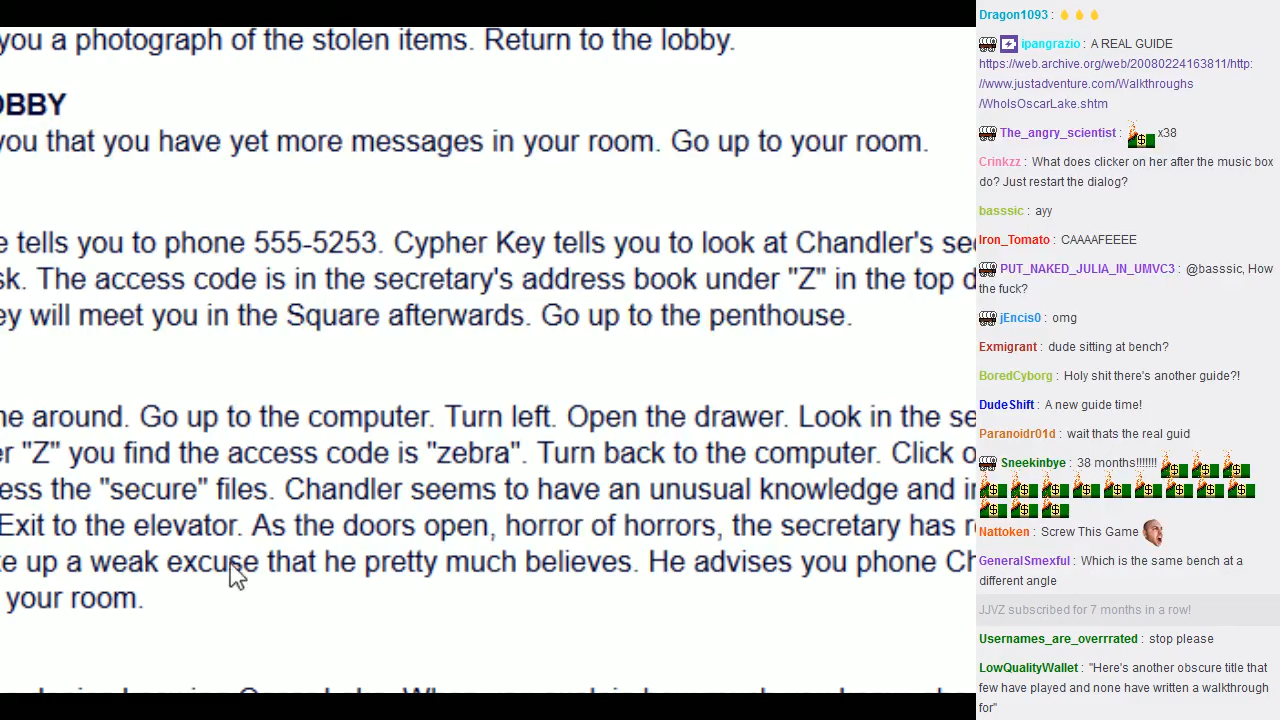 you a photograph of the stolen items. Return to the lobby.
OBBY
you that you have yet more messages in your room. Go up to your room.
e tells you to phone 555-5253. Cypher Key tells you to look at Chandler's sec
sk. The access code is in the secretary's address book under "Z" in the top d
ey will meet you in the Square afterwards. Go up to the penthouse.
ne around. Go up to the computer. Turn left. Open the drawer. Look in the se
er "Z" you find the access code is "zebra". Turn back to the computer. Click o
ess the "secure" files. Chandler seems to have an unusual knowledge and in
Exit to the elevator. As the doors open, horror of horrors, the secretary has r
ke up a weak excuse that he pretty much believes. He advises you phone Ch
your room.
Dragon1093 :
ipangrazio : A REAL GUIDE
https://web.archive.org/web/20080224163811/http:
//www.justadventure.com/Walkthroughs
/WhoIsOscarLake.shtm
The_angry_scientist : x38
Crinkzz : What does clicker on her after the music box
do? Just restart the dialog?
basssic : ayy
Iron_Tomato : CAAAAFEEEE
PUT_NAKED_JULIA_IN_UMVC3 : @basssic, How
the fuck?
jEncis0 : omg
Exmigrant : dude sitting at bench?
BoredCyborg : Holy shit there's another guide?!
DudeShift : A new guide time!
Paranoidr01d : wait thats the real guid
Sneekinbye : 38 months!!!!!!!
Nattoken : Screw This Game
GeneralSmexful : Which is the same bench at a
different angle
JJVZ subscribed for 7 months in a row!
Usernames_are_overrrated : stop please
LowQualityWallet : "Here's another obscure title that
few have played and none have written a walkthrough
for"